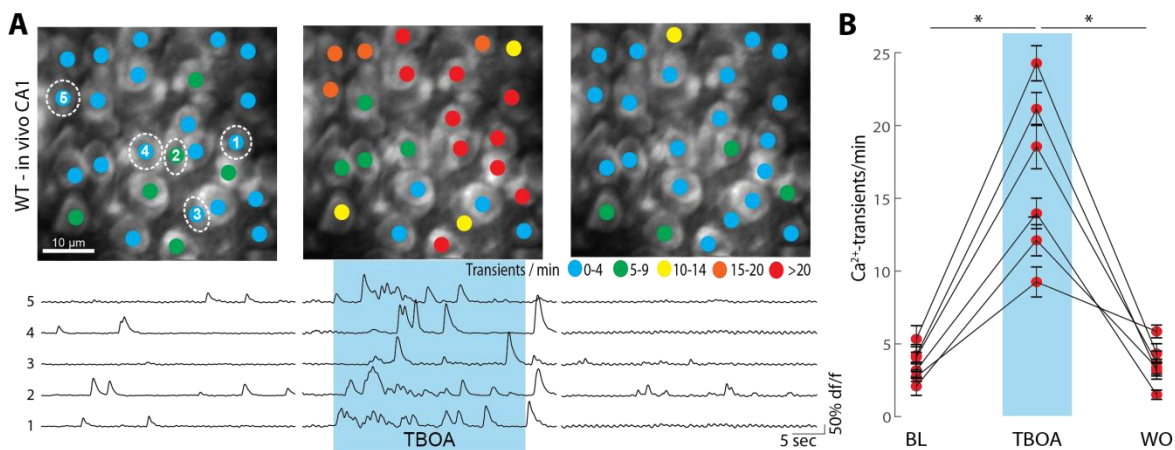 A
B
WT - in vivo CA1
5
4
2
1
3
10 µm
Transients / min 0-4 5-9 10-14 15-20 >20
5
4
3
2
1
TBOA
5 sec
50% df/f
* *
Ca²⁺-transients/min
25
20
15
10
5
0
BL TBOA WO